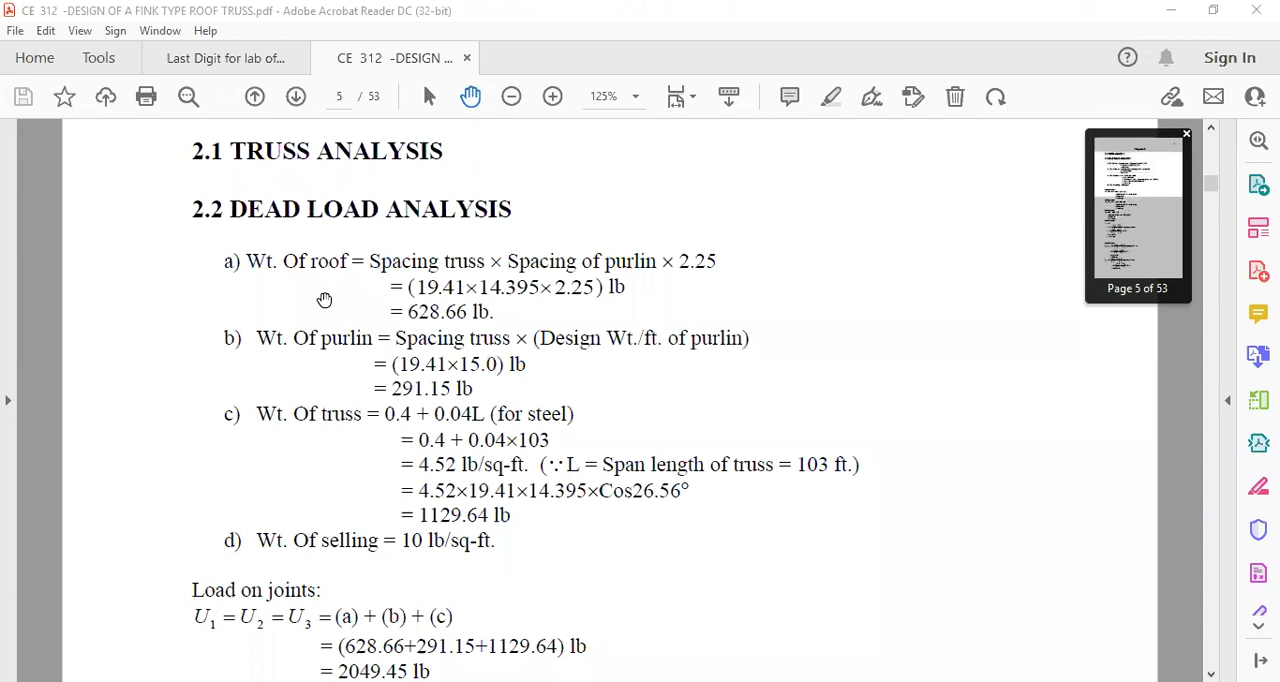 CE 312 -DESIGN OF A FINK TYPE ROOF TRUSS.pdf - Adobe Acrobat Reader DC (32-bit)
File Edit View Sign Window Help
Home Tools Last Digit for lab of... CE 312 -DESIGN ... × Sign In
5 / 53 125%
2.1 TRUSS ANALYSIS
2.2 DEAD LOAD ANALYSIS
a) Wt. Of roof = Spacing truss × Spacing of purlin × 2.25
= (19.41×14.395×2.25) lb
= 628.66 lb.
b) Wt. Of purlin = Spacing truss × (Design Wt./ft. of purlin)
= (19.41×15.0) lb
= 291.15 lb
c) Wt. Of truss = 0.4 + 0.04L (for steel)
= 0.4 + 0.04×103
= 4.52 lb/sq-ft. (∵ L = Span length of truss = 103 ft.)
= 4.52×19.41×14.395×Cos26.56°
= 1129.64 lb
d) Wt. Of selling = 10 lb/sq-ft.
Load on joints:
U₁ = U₂ = U₃ = (a) + (b) + (c)
= (628.66+291.15+1129.64) lb
= 2049.45 lb
Page 5 of 53